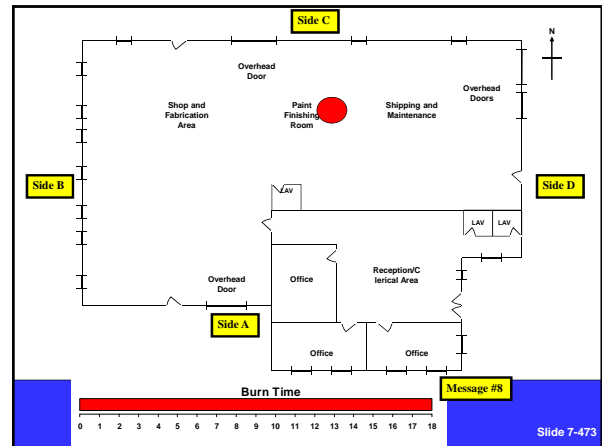 Side C
N
Overhead
Door
Overhead
Doors
Shop and
Fabrication
Area
Paint
Finishing
Room
Shipping and
Maintenance
Side B
Side D
LAV
LAV
LAV
Office
Reception/C
lerical Area
Overhead
Door
Side A
Office
Office
Message #8
Burn Time
0 1 2 3 4 5 6 7 8 9 10 11 12 13 14 15 16 17 18
Slide 7-473